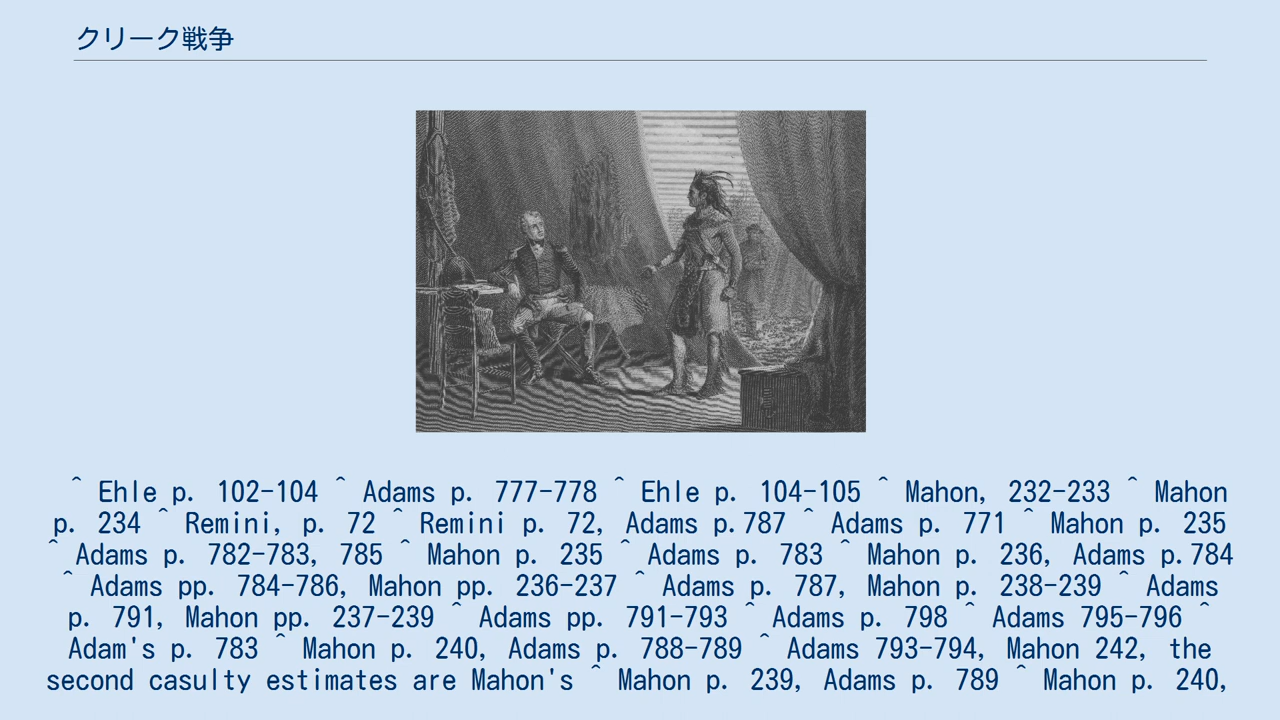 クリーク戦争
^ Ehle p. 102-104 ^ Adams p. 777-778 ^ Ehle p. 104-105 ^ Mahon, 232-233 ^ Mahon
p. 234 ^ Remini, p. 72 ^ Remini p. 72, Adams p.787 ^ Adams p. 771 ^ Mahon p. 235
^ Adams p. 782-783, 785 ^ Mahon p. 235 ^ Adams p. 783 ^ Mahon p. 236, Adams p.784
^ Adams pp. 784-786, Mahon pp. 236-237 ^ Adams p. 787, Mahon p. 238-239 ^ Adams
p. 791, Mahon pp. 237-239 ^ Adams pp. 791-793 ^ Adams p. 798 ^ Adams 795-796 ^
Adam's p. 783 ^ Mahon p. 240, Adams p. 788-789 ^ Adams 793-794, Mahon 242, the
second casulty estimates are Mahon's ^ Mahon p. 239, Adams p. 789 ^ Mahon p. 240,